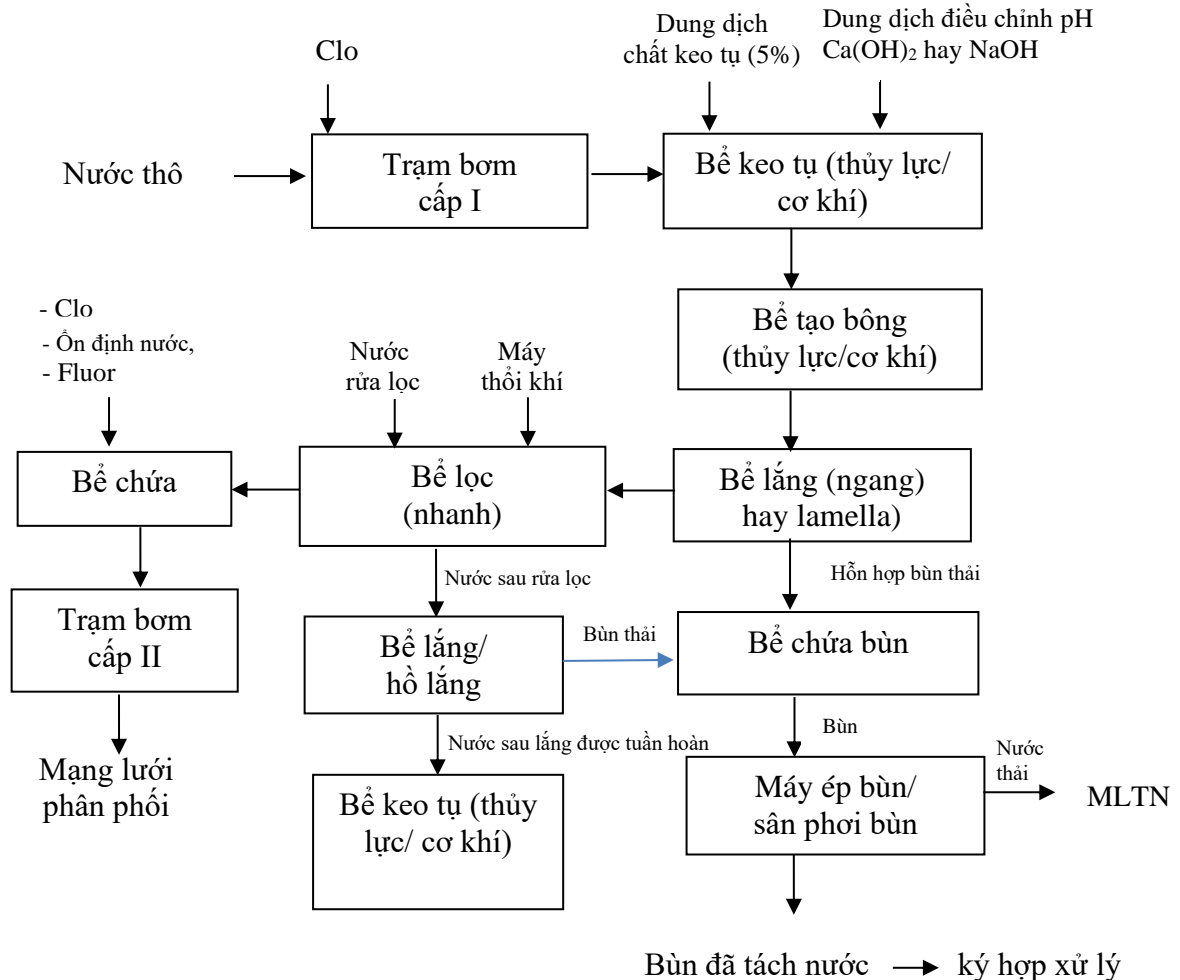 Clo
Dung dịch
chất keo tụ (5%)
Dung dịch điều chỉnh pH
Ca(OH)₂ hay NaOH
Nước thô
Trạm bơm
cấp I
Bể keo tụ (thủy lực/
cơ khí)
Bể tạo bông
(thủy lực/cơ khí)
- Clo
- Ổn định nước,
- Fluor
Nước
rửa lọc
Máy
thổi khí
Bể chứa
Bể lọc
(nhanh)
Bể lắng (ngang)
hay lamella)
Nước sau rửa lọc
Hỗn hợp bùn thải
Trạm bơm
cấp II
Bể lắng/
hồ lắng
Bùn thải
Bể chứa bùn
Nước sau lắng được tuần hoàn
Bùn
Mạng lưới
phân phối
Bể keo tụ (thủy
lực/ cơ khí)
Máy ép bùn/
sân phơi bùn
Nước
thải
MLTN
Bùn đã tách nước
ký hợp xử lý